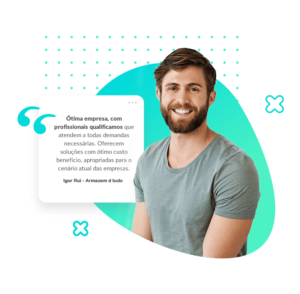 Ótima empresa, com
profissionais qualificamos que
atendem a todas demandas
necessárias. Oferecem
soluções com ótimo custo
benefício, apropriadas para o
cenário atual das empresas.
Igor Rui - Armazem d tudo